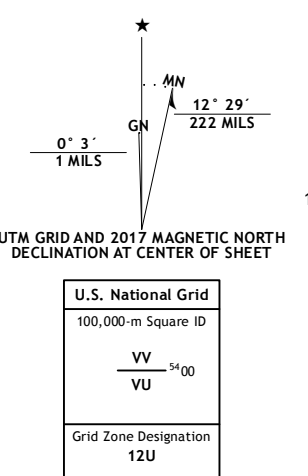 ★
MN
12° 29´
222 MILS
GN
0° 3´
1 MILS
UTM GRID AND 2017 MAGNETIC NORTH
DECLINATION AT CENTER OF SHEET
U.S. National Grid
100,000-m Square ID
VV
5400
VU
Grid Zone Designation
12U